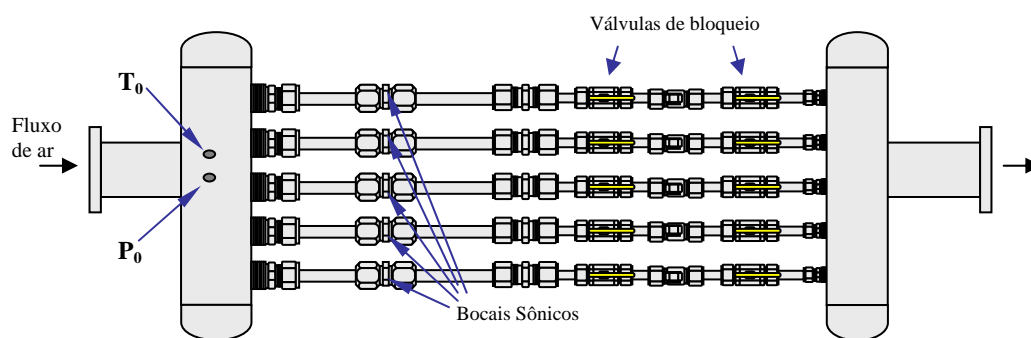 Válvulas de bloqueio
T0
Fluxo
de ar
P0
Bocais Sônicos